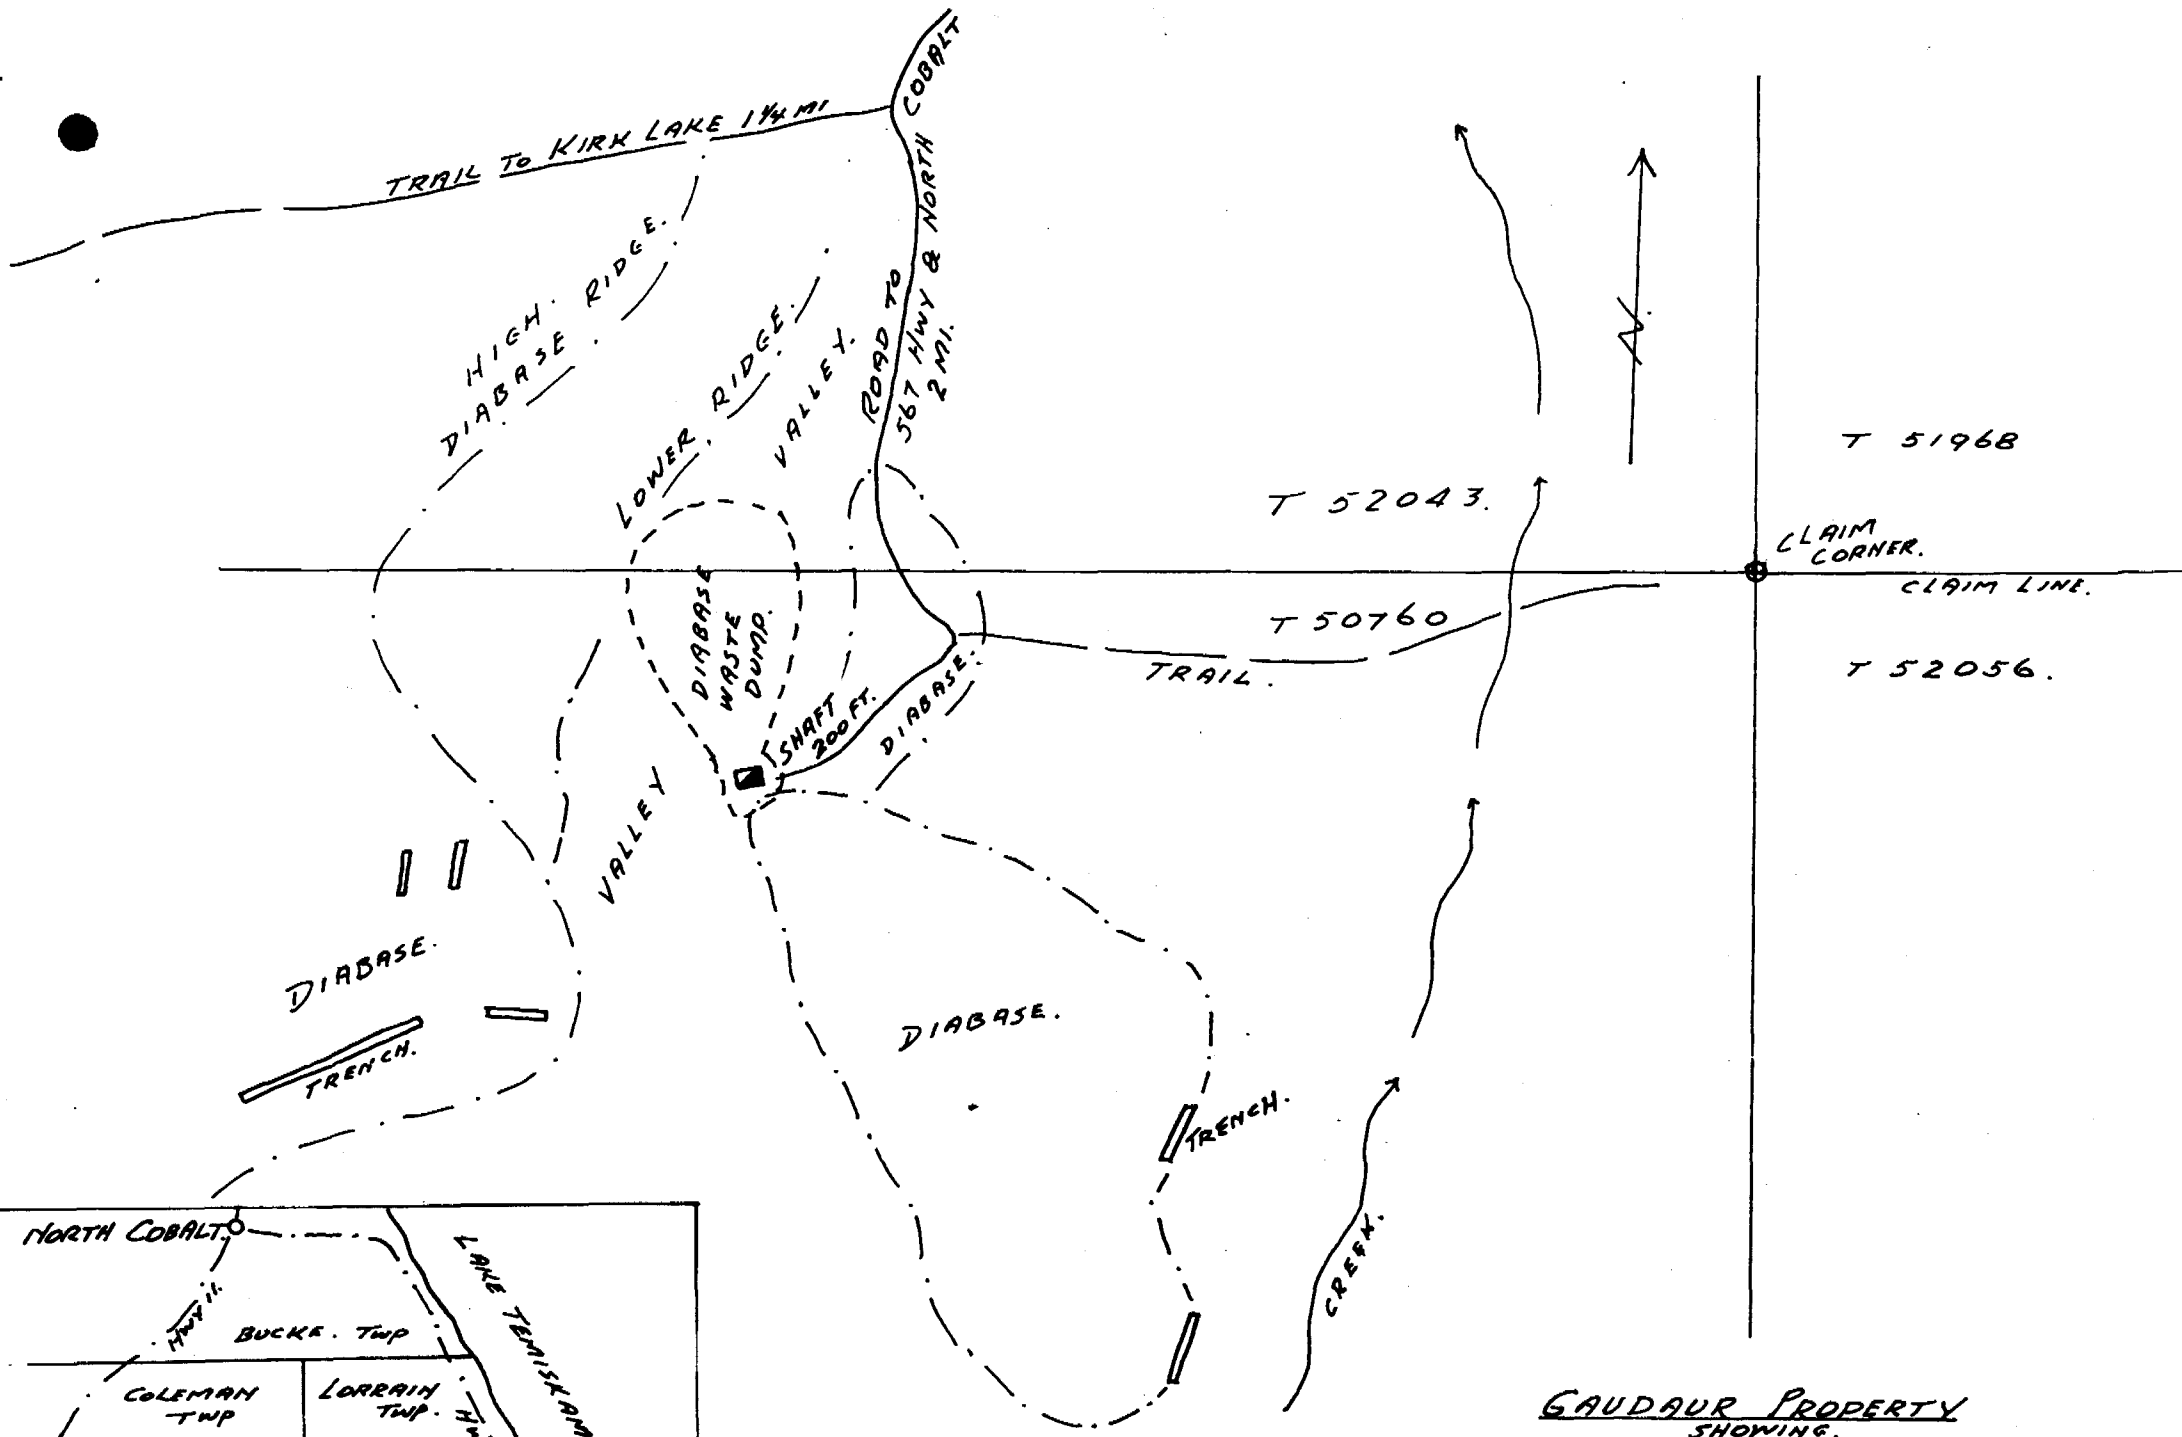 TRAIL TO KIRK LAKE 1 1/4 MI
ROAD TO
567 HWY & NORTH COBALT
2 MI.
HIGH. RIDGE.
DIABASE
LOWER RIDGE.
VALLEY.
N.
T 51968
T 52043.
CLAIM
CORNER.
CLAIM LINE.
T 50760
T 52056.
TRAIL.
DIABASE
WASTE
DUMP.
SHAFT
200 FT.
DIABASE.
VALLEY
DIABASE.
TRENCH.
DIABASE.
TRENCH.
CREEK.
NORTH COBALT.
HWY 11.
LAKE TEMISKAM
BUCKE. TWP
COLEMAN
TWP
LORRAIN
TWP.
HW
GAUDAUR PROPERTY
SHOWING.